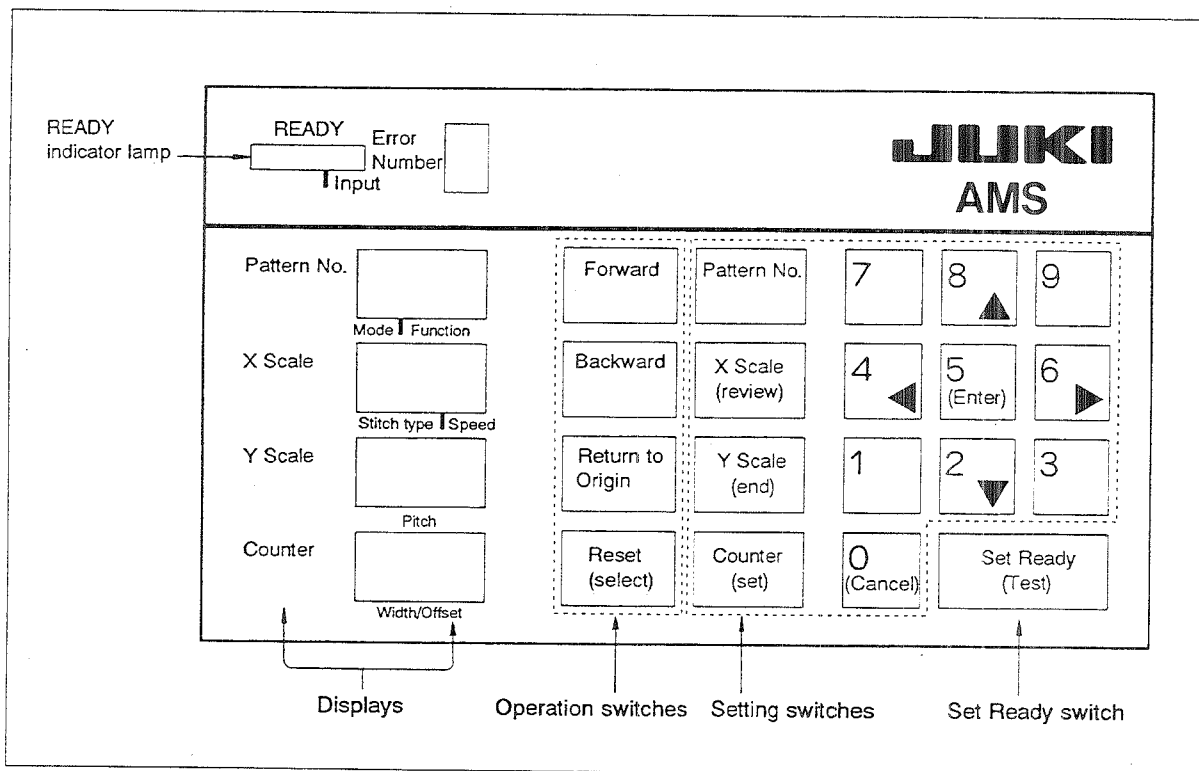 READY
indicator lamp
READY
Input
Error
Number
JUKI
AMS
Pattern No.
Mode Function
X Scale
Stitch type Speed
Y Scale
Pitch
Counter
Width/Offset
Forward
Backward
Return to
Origin
Reset
(select)
Pattern No.
X Scale
(review)
Y Scale
(end)
Counter
(set)
7
8
9
4
5
(Enter)
6
1
2
3
0
(Cancel)
Set Ready
(Test)
Displays
Operation switches
Setting switches
Set Ready switch